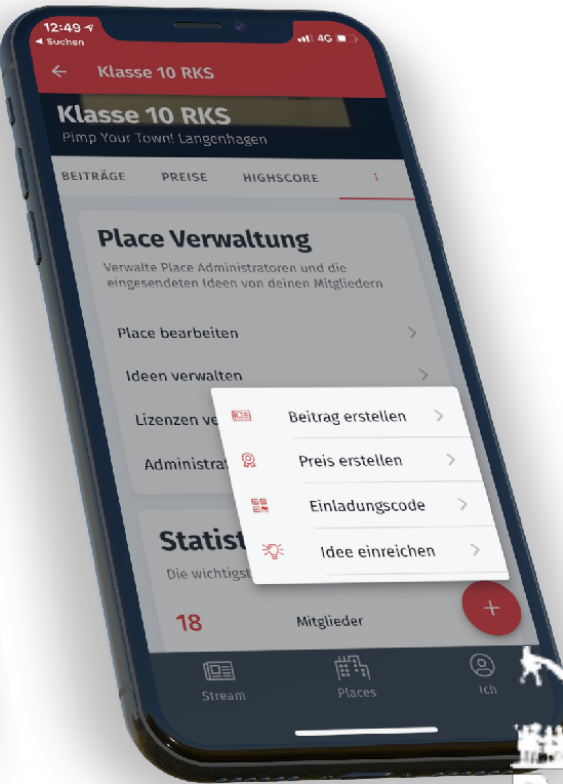 12:49
Suchen
4G
Klasse 10 RKS
Klasse 10 RKS
Pimp Your Town! Langenhagen
BEITRÄGE PREISE HIGHSCORE
Place Verwaltung
Verwalte Place Administratoren und die
eingesendeten Ideen von deinen Mitgliedern
Place bearbeiten
Ideen verwalten
Lizenzen ve
Administra
Beitrag erstellen
Preis erstellen
Einladungscode
Idee einreichen
Statist
Die wichtigst
18 Mitglieder
+
Stream Places Ich